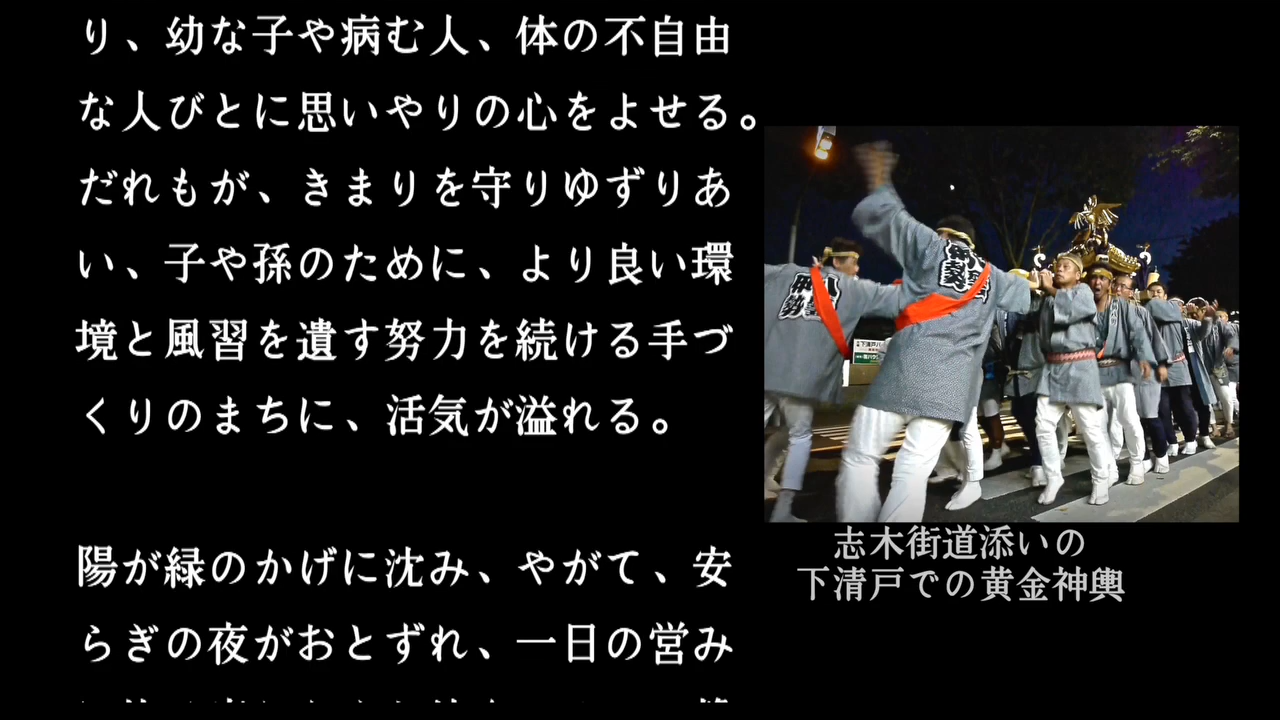 り、幼な子や病む人、体の不自由
な人びとに思いやりの心をよせる。
だれもが、きまりを守りゆずりあ
い、子や孫のために、より良い環
境と風習を遺す努力を続ける手づ
くりのまちに、活気が溢れる。
陽が緑のかげに沈み、やがて、安
らぎの夜がおとずれ、一日の営み
志木街道添いの
下清戸での黄金神輿